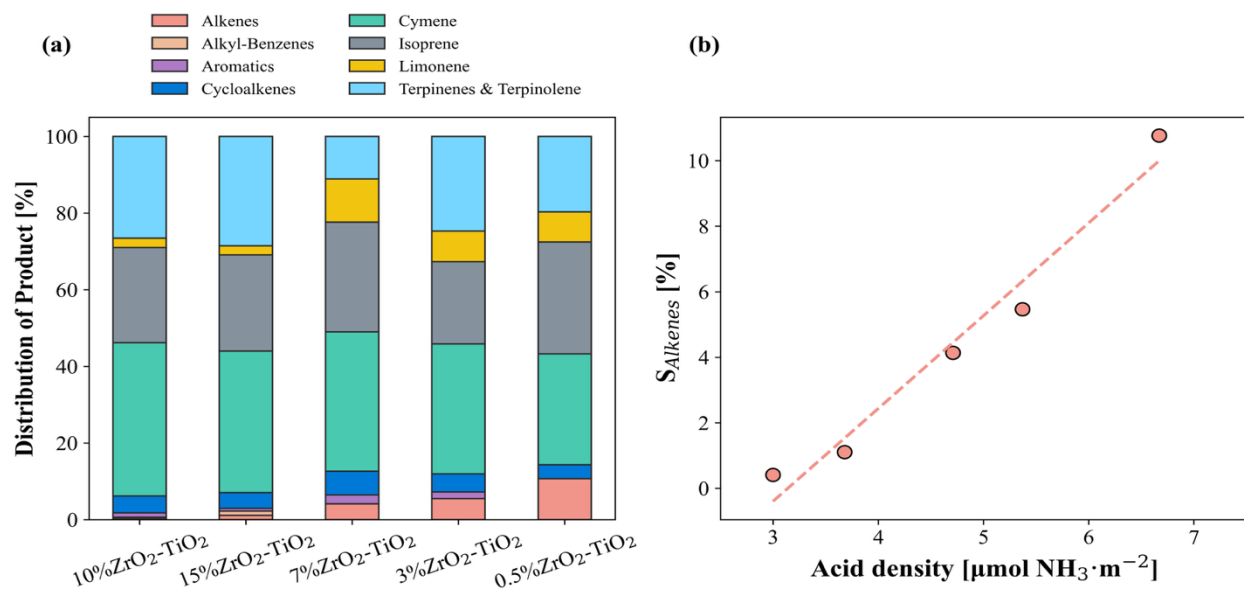 (a)
Alkenes
Alkyl-Benzenes
Aromatics
Cycloalkenes
Cymene
Isoprene
Limonene
Terpinenes & Terpinolene
Distribution of Product [%]
100
80
60
40
20
0
10%ZrO₂-TiO₂
15%ZrO₂-TiO₂
7%ZrO₂-TiO₂
3%ZrO₂-TiO₂
0.5%ZrO₂-TiO₂
(b)
S_Alkenes [%]
10
8
6
4
2
0
3
4
5
6
7
Acid density [μmol NH₃·m⁻²]